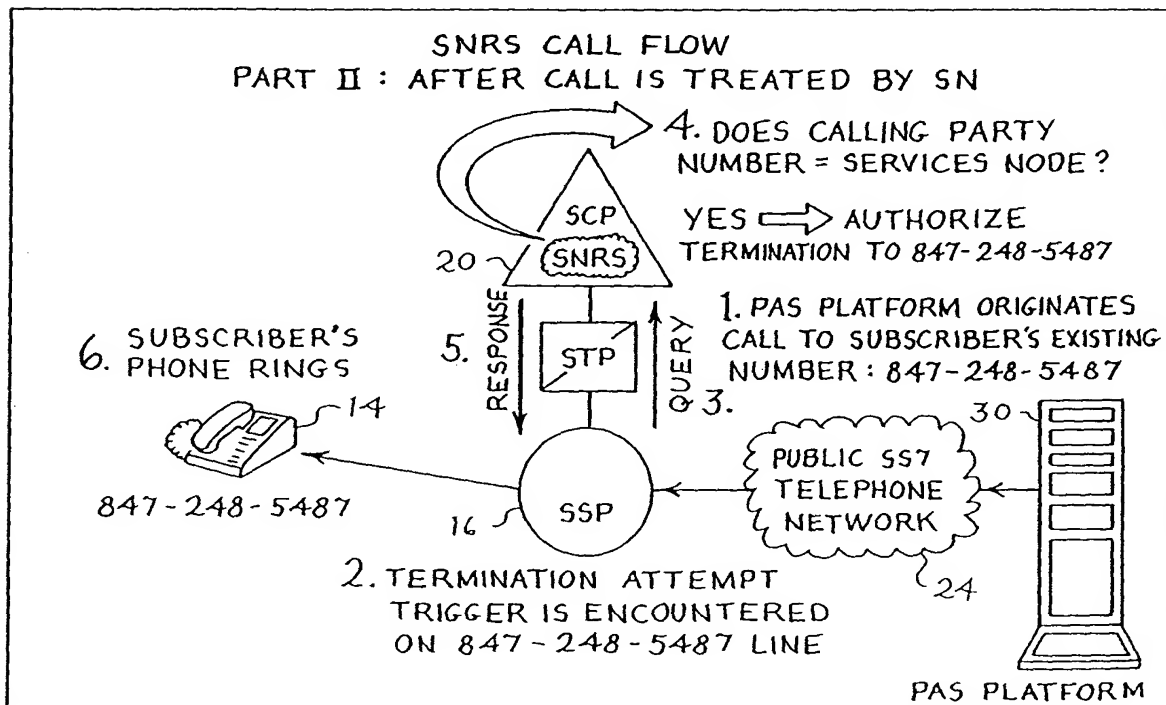 SNRS CALL FLOW
PART II : AFTER CALL IS TREATED BY SN
4. DOES CALLING PARTY
NUMBER = SERVICES NODE ?
YES ⇒ AUTHORIZE
TERMINATION TO 847-248-5487
SCP
SNRS
20
1. PAS PLATFORM ORIGINATES
CALL TO SUBSCRIBER'S EXISTING
NUMBER : 847-248-5487
5. RESPONSE
STP
QUERY 3.
6. SUBSCRIBER'S
PHONE RINGS
14
847-248-5487
SSP
16
PUBLIC SS7
TELEPHONE
NETWORK
24
30
2. TERMINATION ATTEMPT
TRIGGER IS ENCOUNTERED
ON 847-248-5487 LINE
PAS PLATFORM